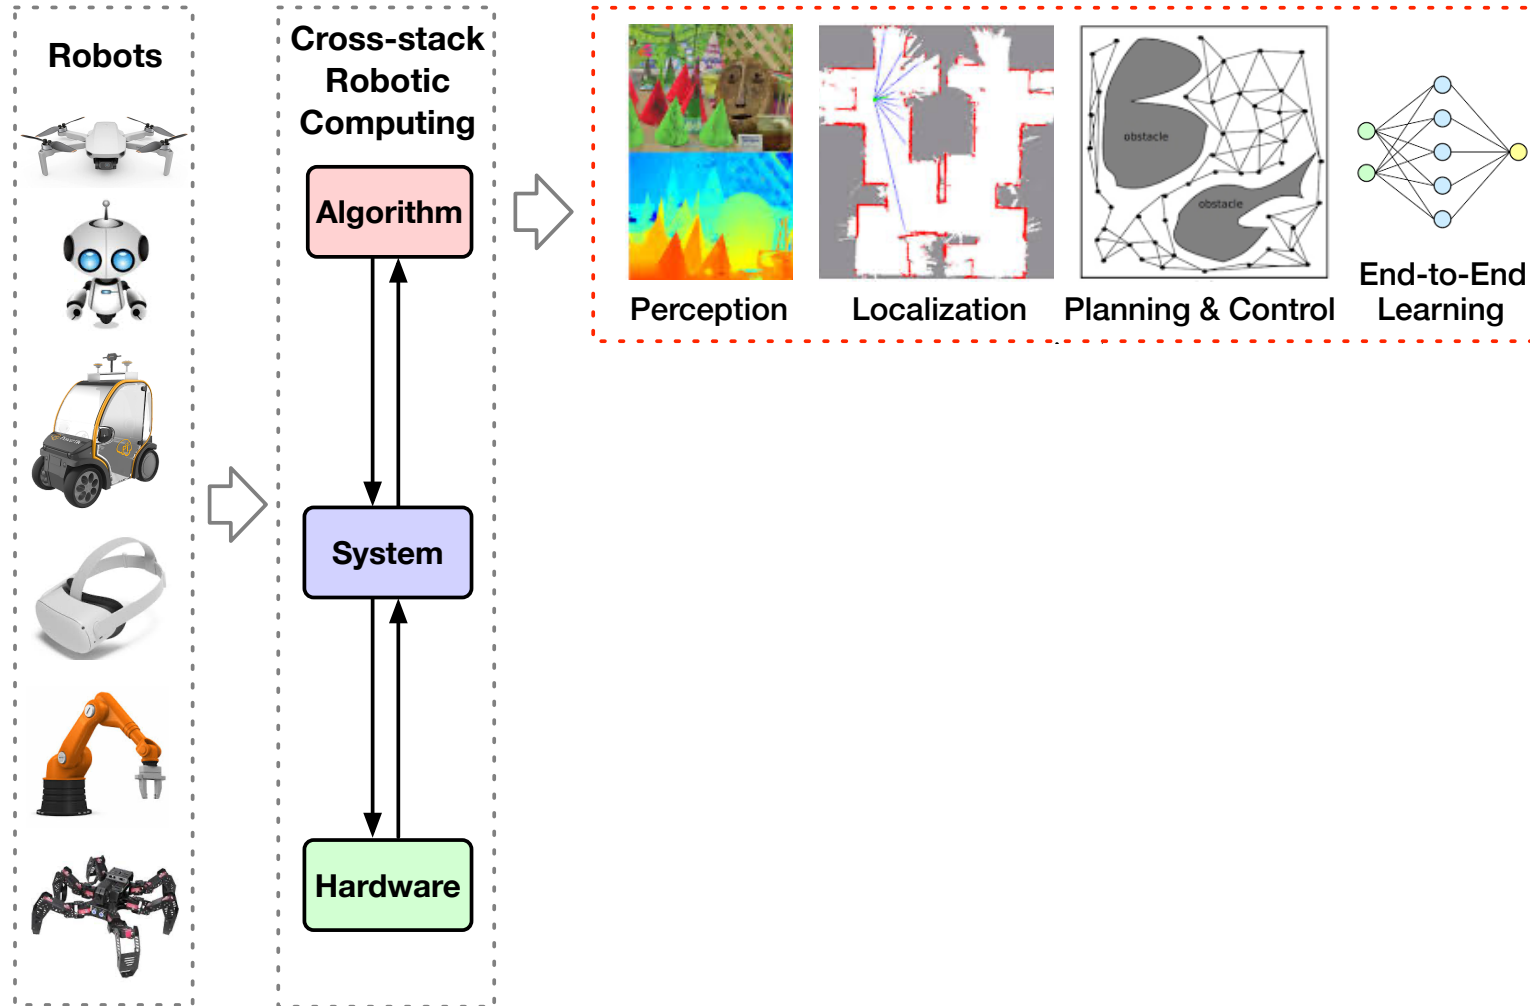 Robots
Cross-stack
Robotic
Computing
Algorithm
System
Hardware
obstacle
obstacle
Perception
Localization
Planning & Control
End-to-End
Learning